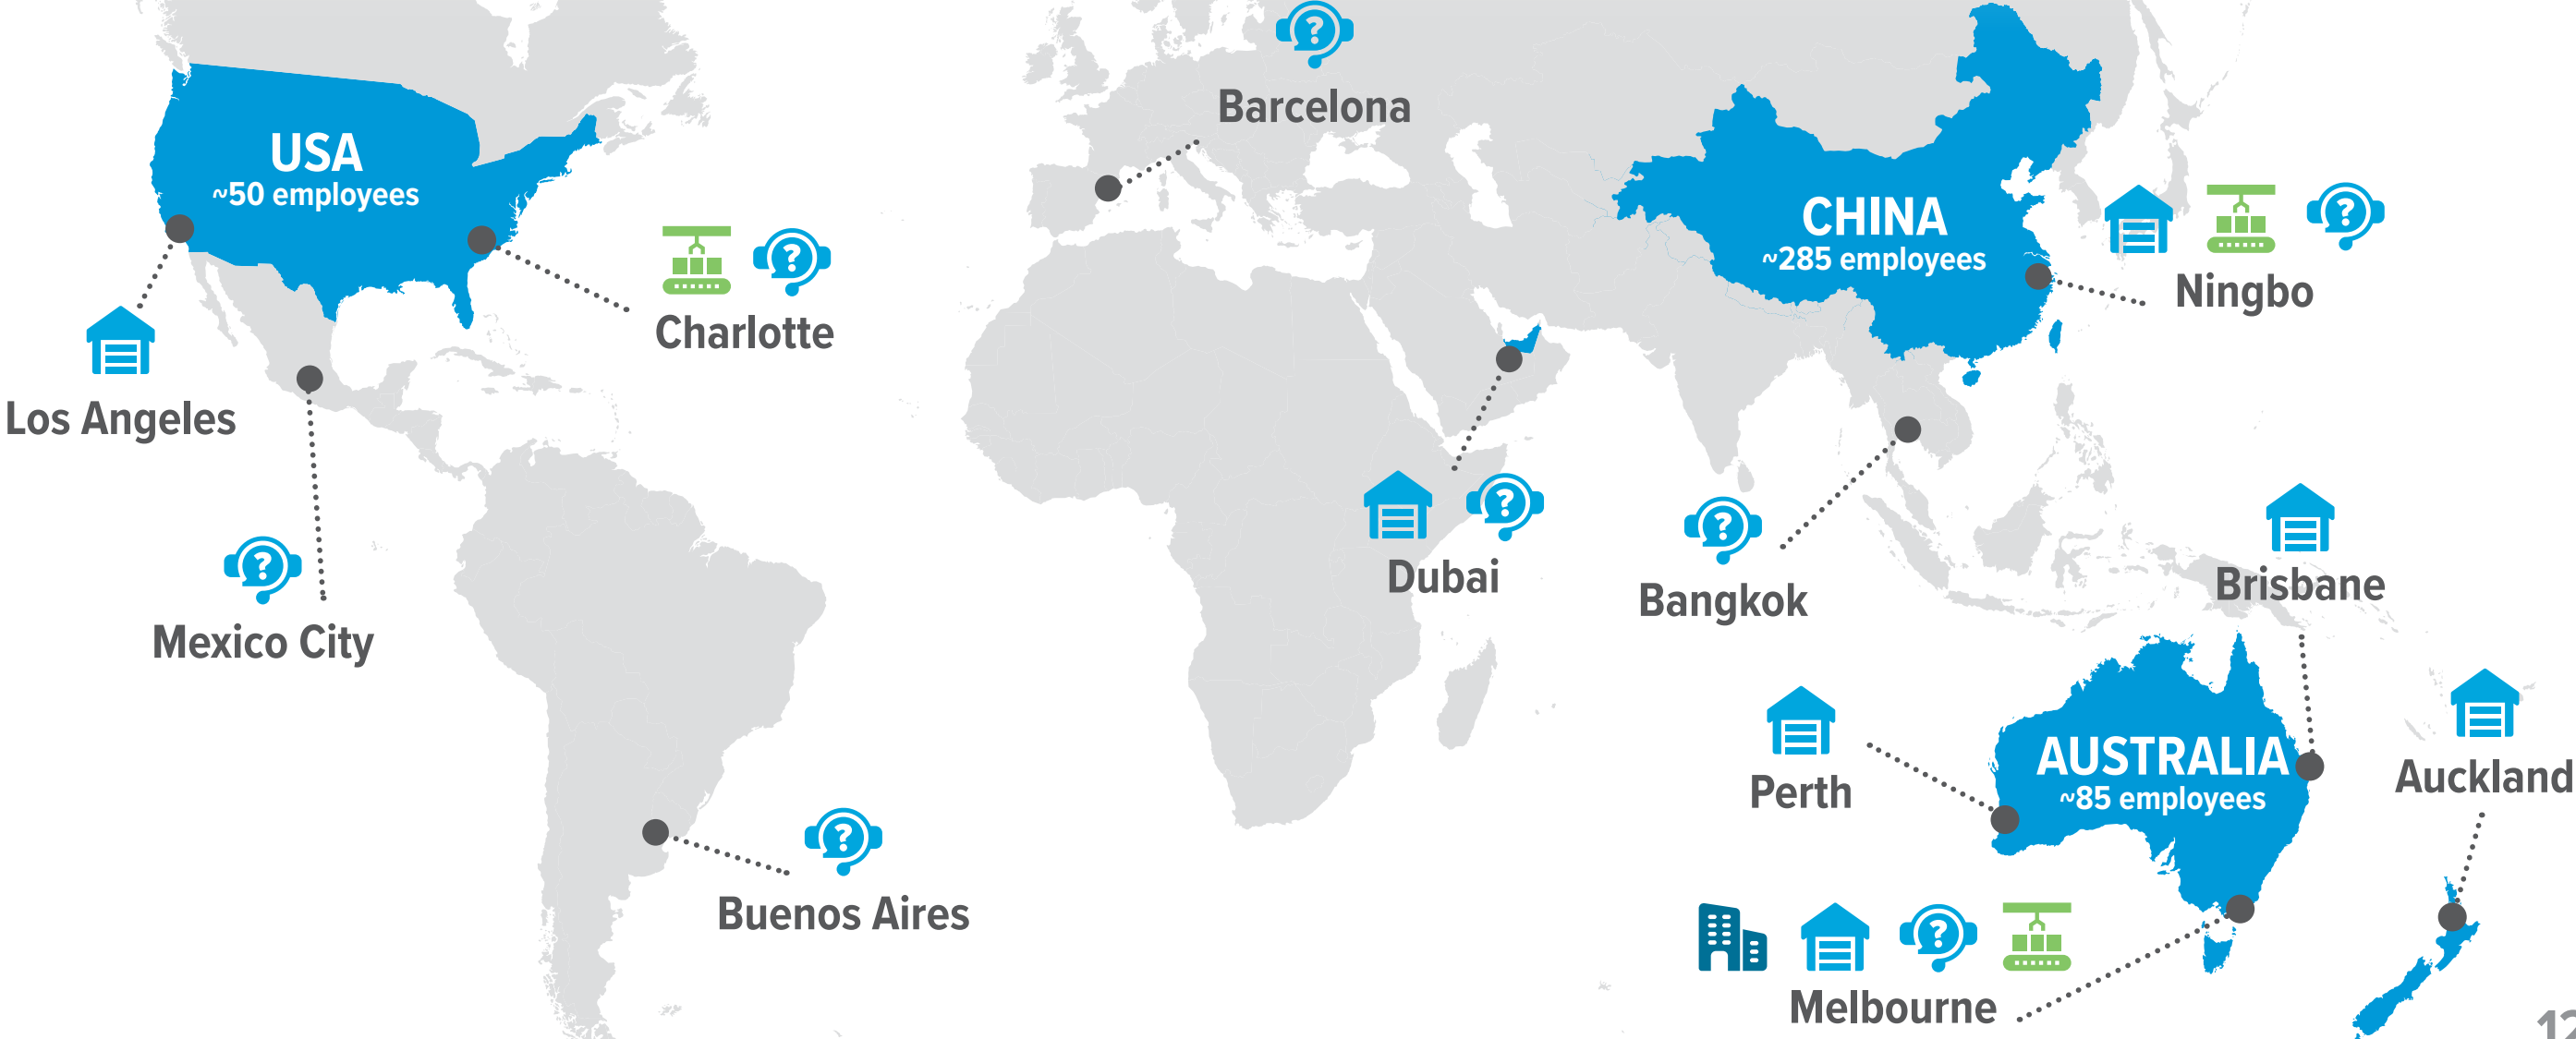 Barcelona
USA
~50 employees
CHINA
~285 employees
Ningbo
Charlotte
Los Angeles
Dubai
Bangkok
Brisbane
Mexico City
Perth
AUSTRALIA
~85 employees
Auckland
Buenos Aires
Melbourne
12